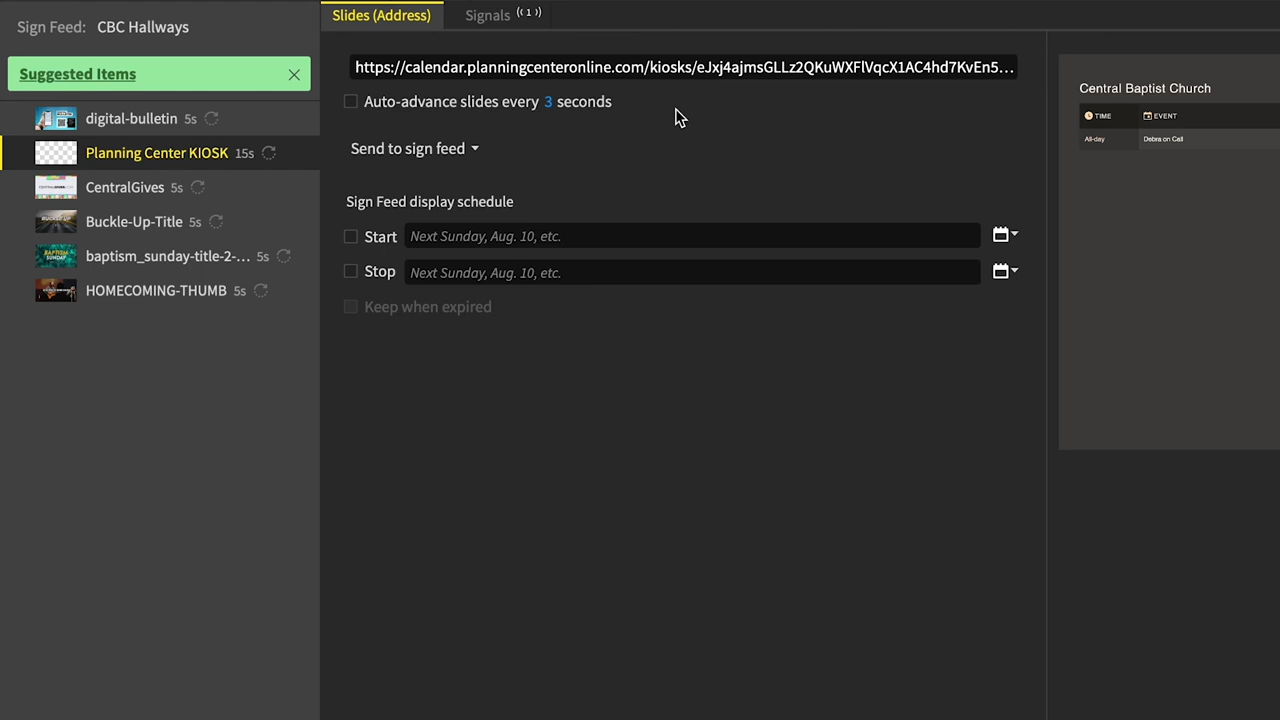 Sign Feed: CBC Hallways
Suggested Items
digital-bulletin 5s
Planning Center KIOSK 15s
CentralGives 5s
Buckle-Up-Title 5s
baptism_sunday-title-2-... 5s
HOMECOMING-THUMB 5s
Slides (Address)
Signals (1)
https://calendar.planningcenteronline.com/kiosks/eJxj4ajmsGLLz2QKuWXFlVqcX1AC4hd7KvEn5...
Auto-advance slides every 3 seconds
Send to sign feed
Sign Feed display schedule
Start Next Sunday, Aug. 10, etc.
Stop Next Sunday, Aug. 10, etc.
Keep when expired
Central Baptist Church
TIME EVENT
All-day Debra on Call